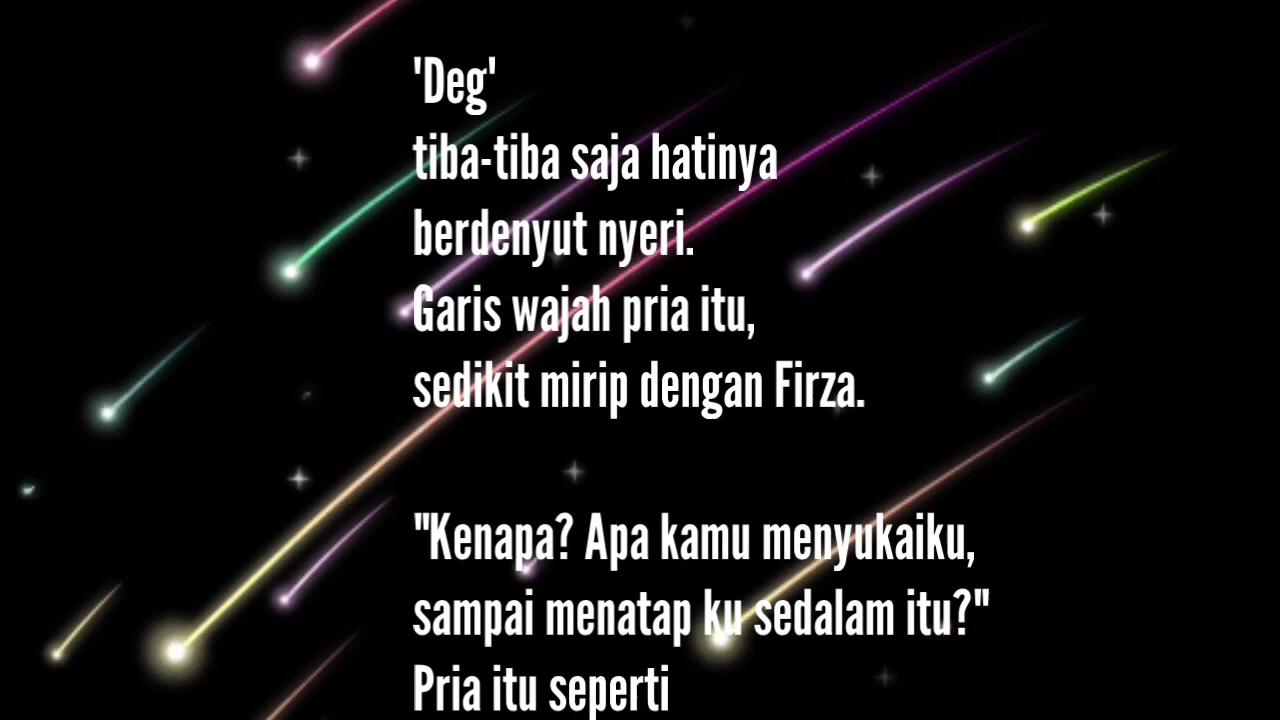 'Deg'
tiba-tiba saja hatinya
berdenyut nyeri.
Garis wajah pria itu,
sedikit mirip dengan Firza.
"Kenapa? Apa kamu menyukaiku,
sampai menatap ku sedalam itu?"
Pria itu seperti